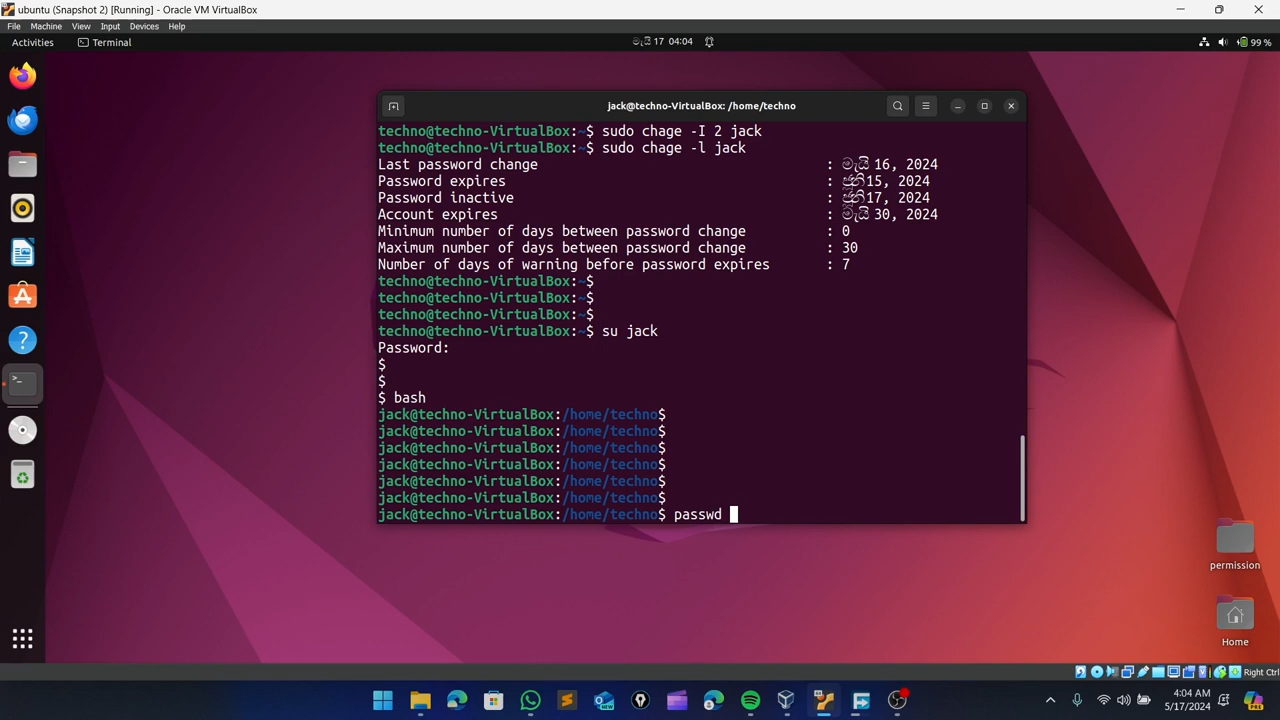 ubuntu (Snapshot 2) [Running] - Oracle VM VirtualBox
File Machine View Input Devices Help
Activities Terminal මැයි 17 04:04 99 %
jack@techno-VirtualBox: /home/techno
techno@techno-VirtualBox:~$ sudo chage -I 2 jack
techno@techno-VirtualBox:~$ sudo chage -l jack
Last password change : මැයි 16, 2024
Password expires : ජූනි 15, 2024
Password inactive : ජූනි 17, 2024
Account expires : මැයි 30, 2024
Minimum number of days between password change : 0
Maximum number of days between password change : 30
Number of days of warning before password expires : 7
techno@techno-VirtualBox:~$
techno@techno-VirtualBox:~$
techno@techno-VirtualBox:~$
techno@techno-VirtualBox:~$ su jack
Password:
$
$
$ bash
jack@techno-VirtualBox:/home/techno$
jack@techno-VirtualBox:/home/techno$
jack@techno-VirtualBox:/home/techno$
jack@techno-VirtualBox:/home/techno$
jack@techno-VirtualBox:/home/techno$
jack@techno-VirtualBox:/home/techno$
jack@techno-VirtualBox:/home/techno$ passwd
permission
Home
Right Ctrl
4:04 AM
5/17/2024